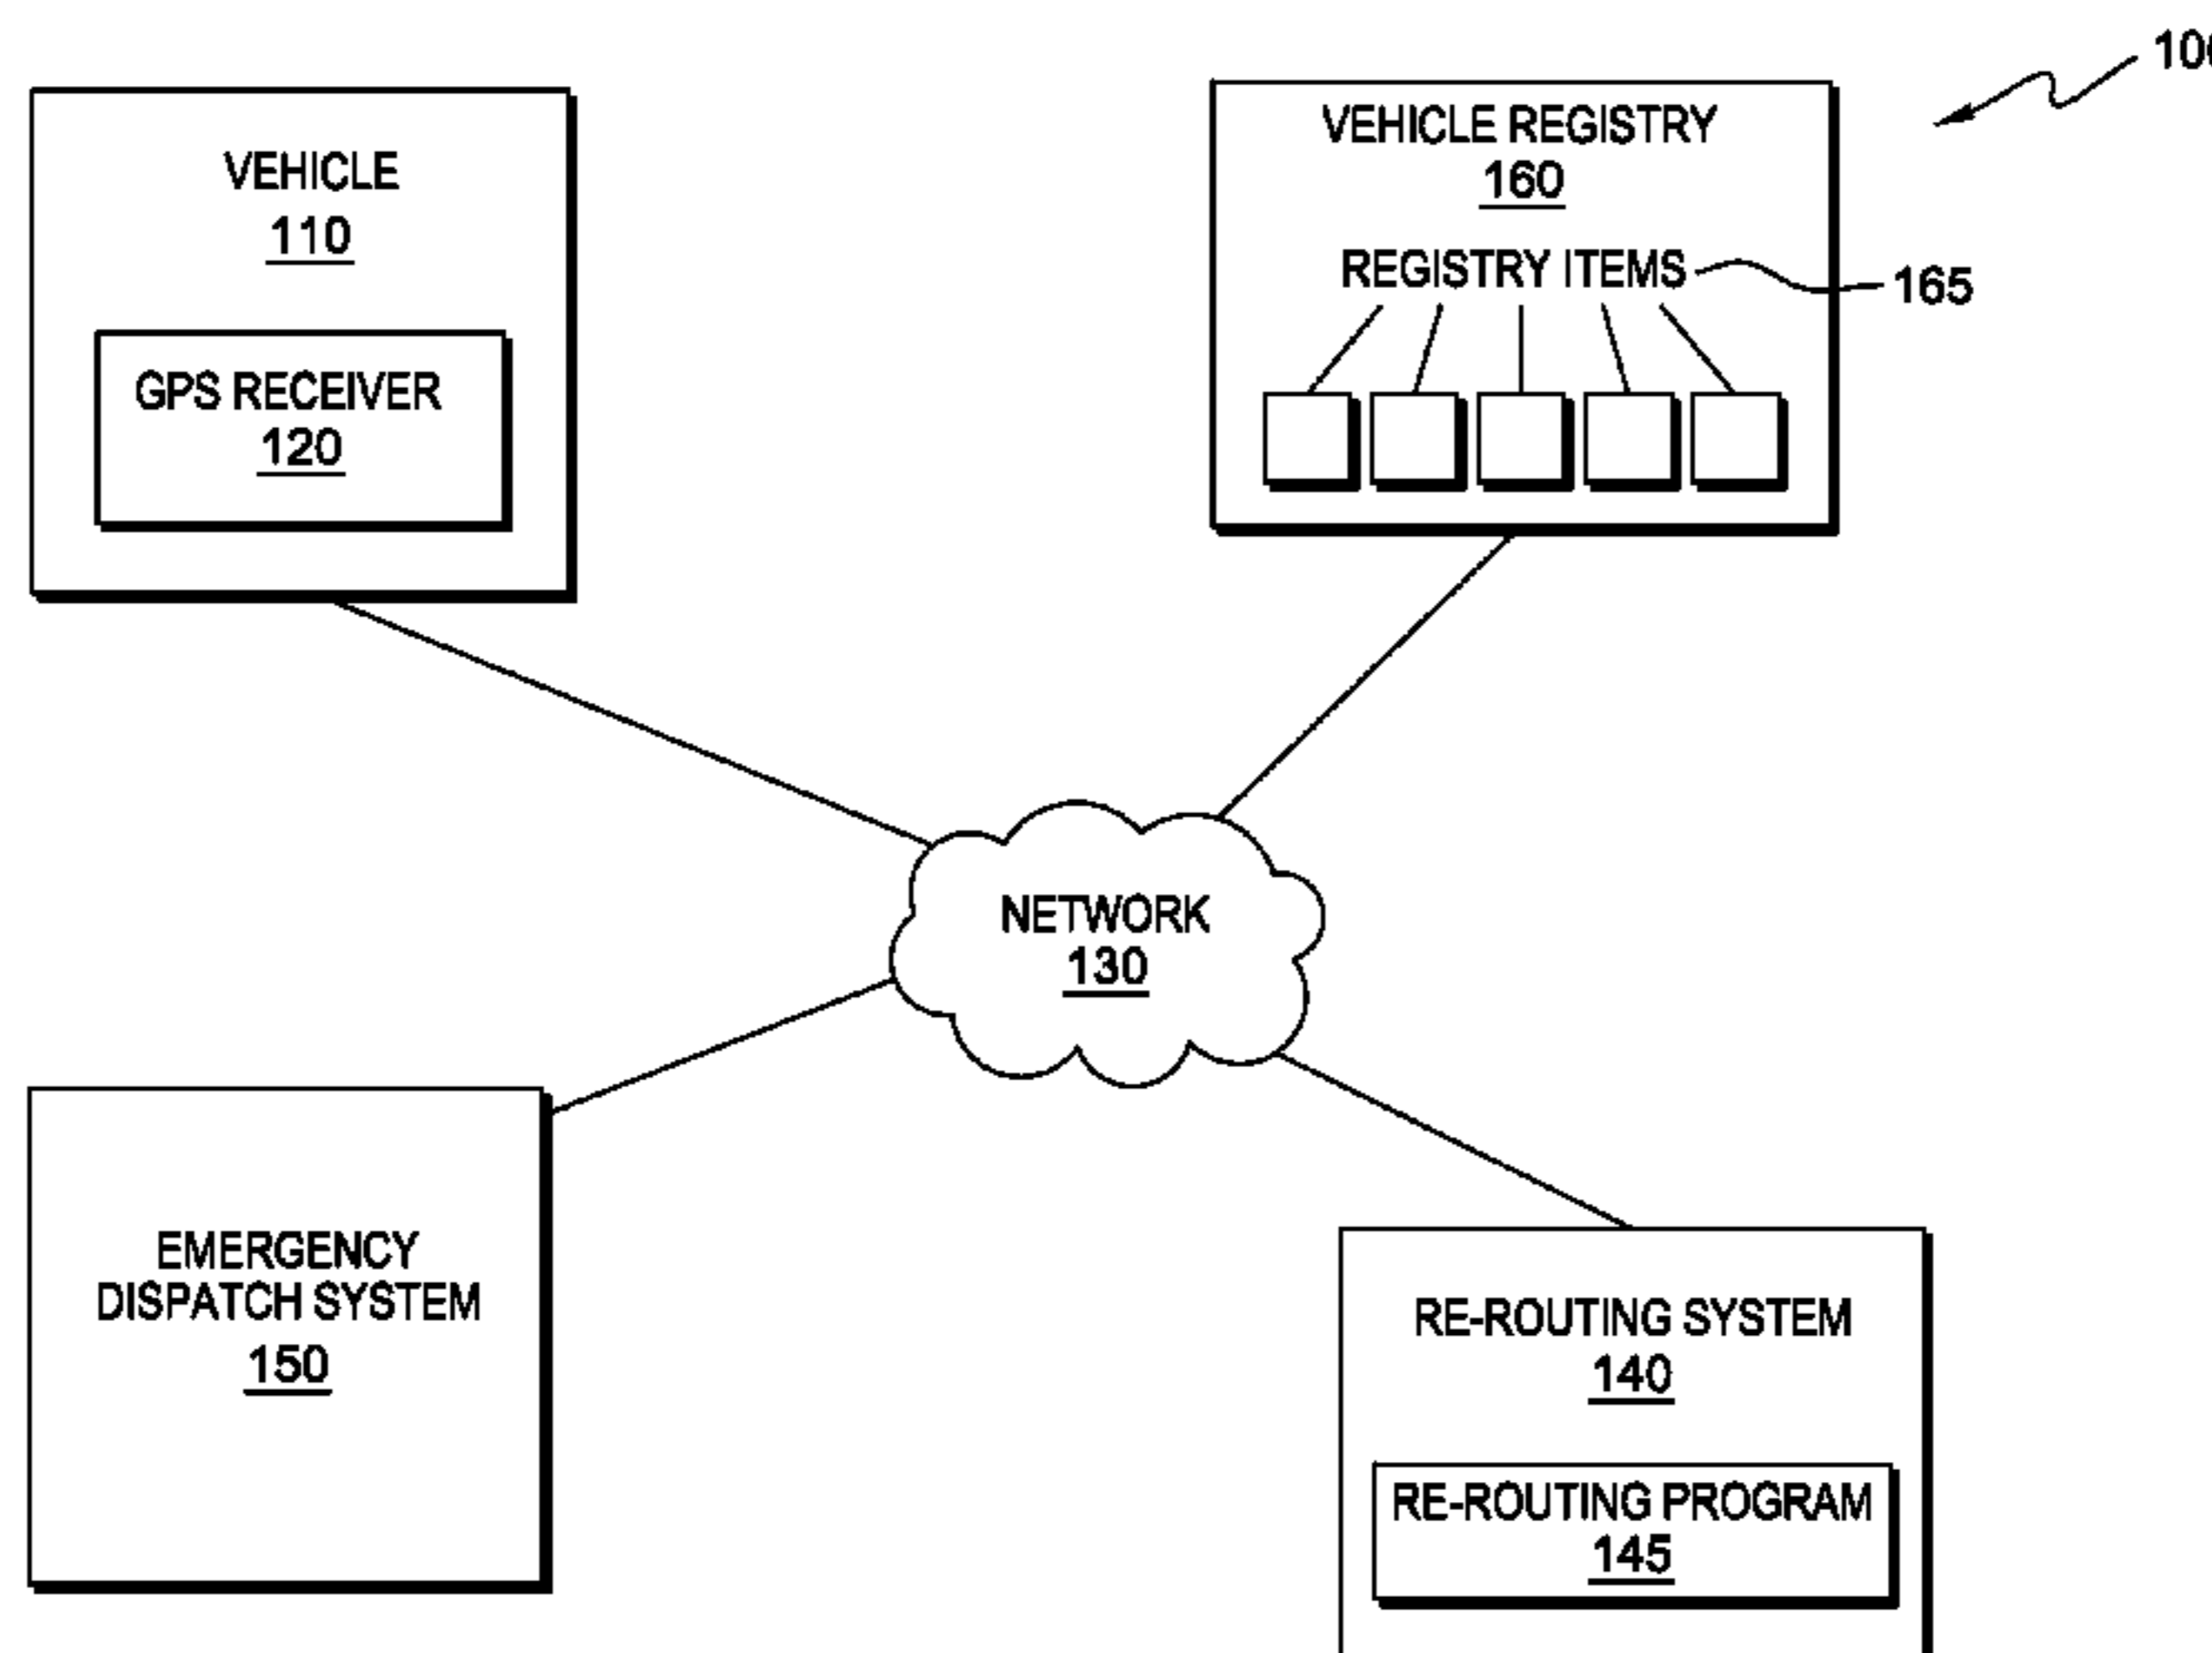 100
VEHICLE
110
GPS RECEIVER
120
VEHICLE REGISTRY
160
REGISTRY ITEMS
165
NETWORK
130
EMERGENCY
DISPATCH SYSTEM
150
RE-ROUTING SYSTEM
140
RE-ROUTING PROGRAM
145